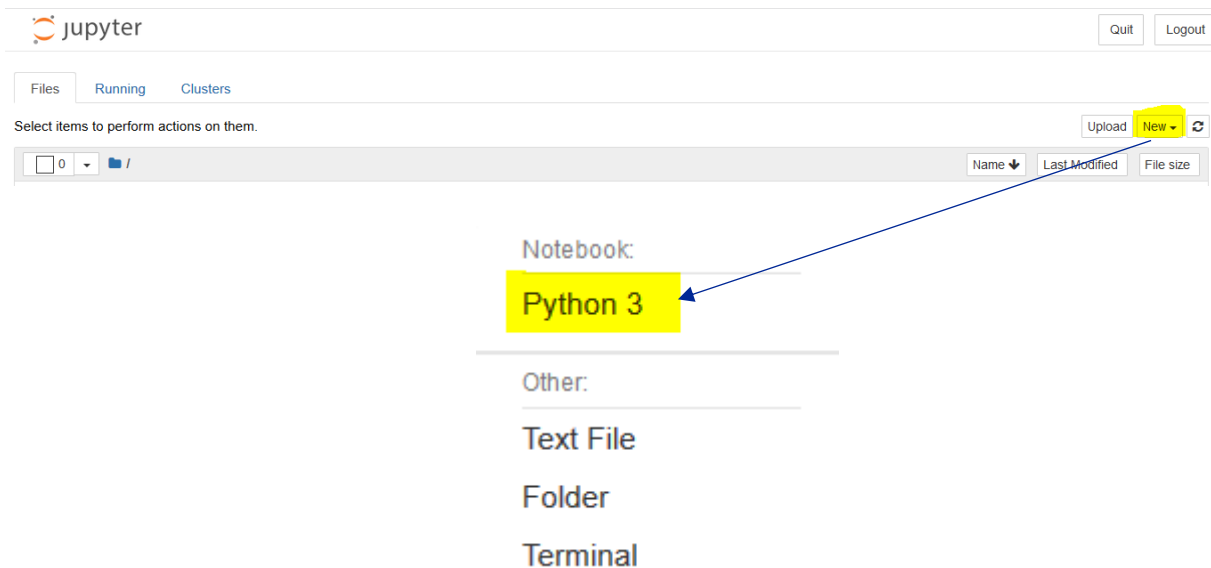 jupyter Quit Logout
Files Running Clusters
Select items to perform actions on them. Upload New
0 / Name Last Modified File size
Notebook:
Python 3
Other:
Text File
Folder
Terminal